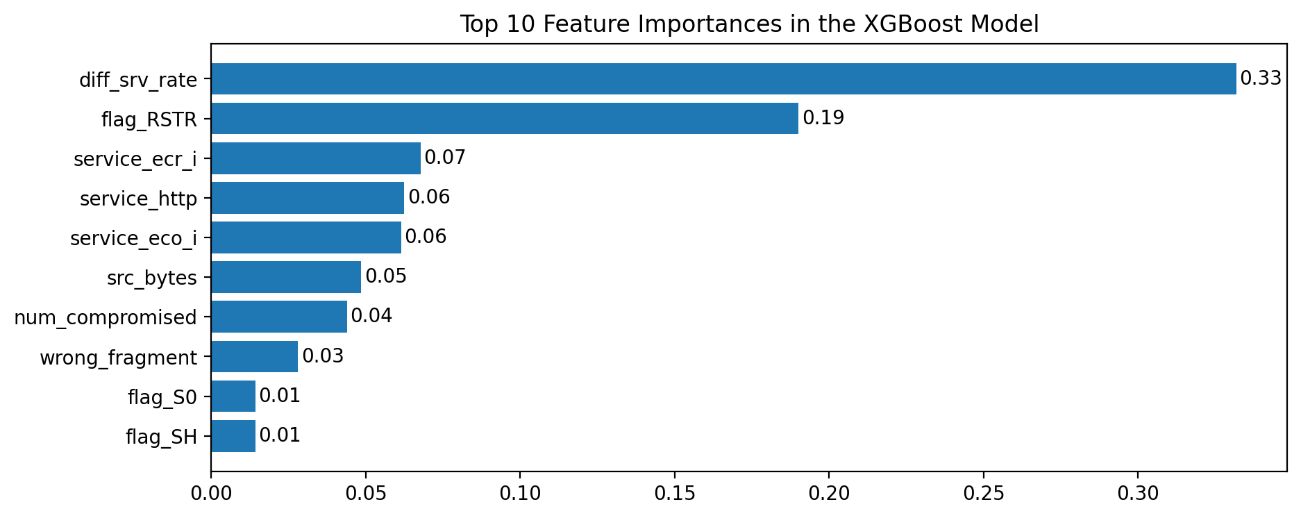 Top 10 Feature Importances in the XGBoost Model
diff_srv_rate 0.33
flag_RSTR 0.19
service_ecr_i 0.07
service_http 0.06
service_eco_i 0.06
src_bytes 0.05
num_compromised 0.04
wrong_fragment 0.03
flag_S0 0.01
flag_SH 0.01
0.00 0.05 0.10 0.15 0.20 0.25 0.30